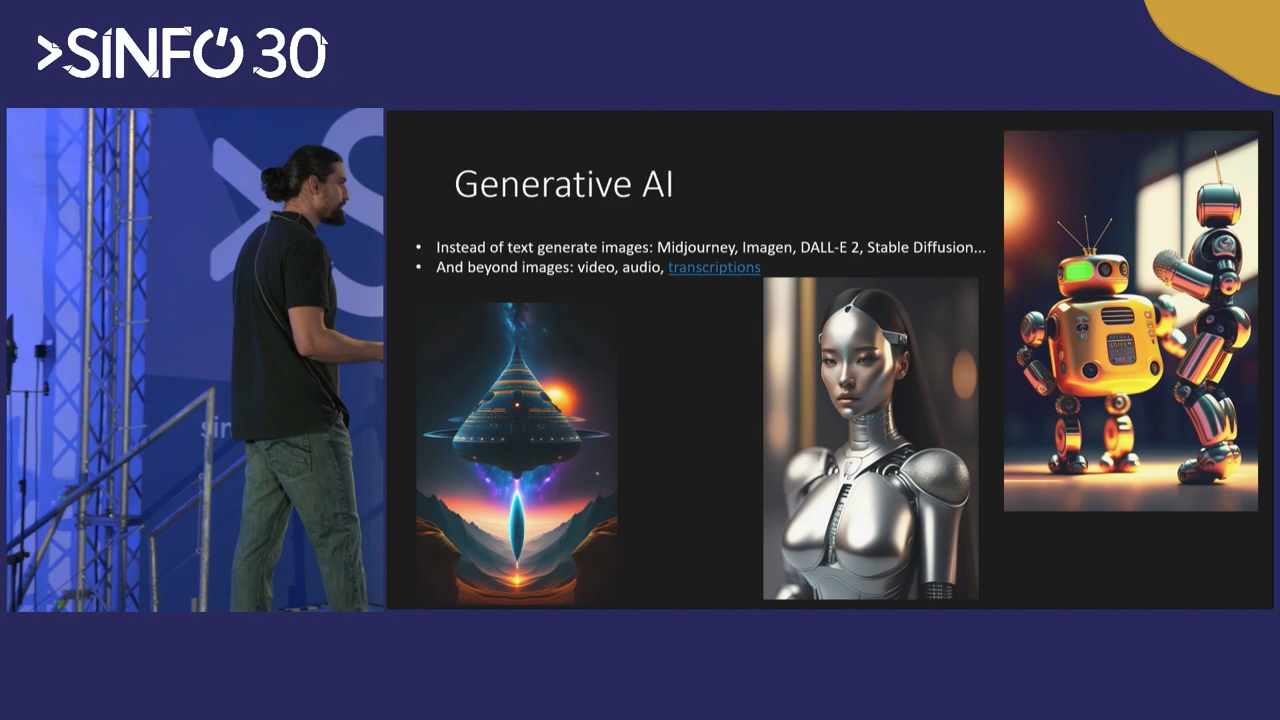 >SINFO 30
Generative AI
• Instead of text generate images: Midjourney, Imagen, DALL-E 2, Stable Diffusion...
• And beyond images: video, audio, transcriptions